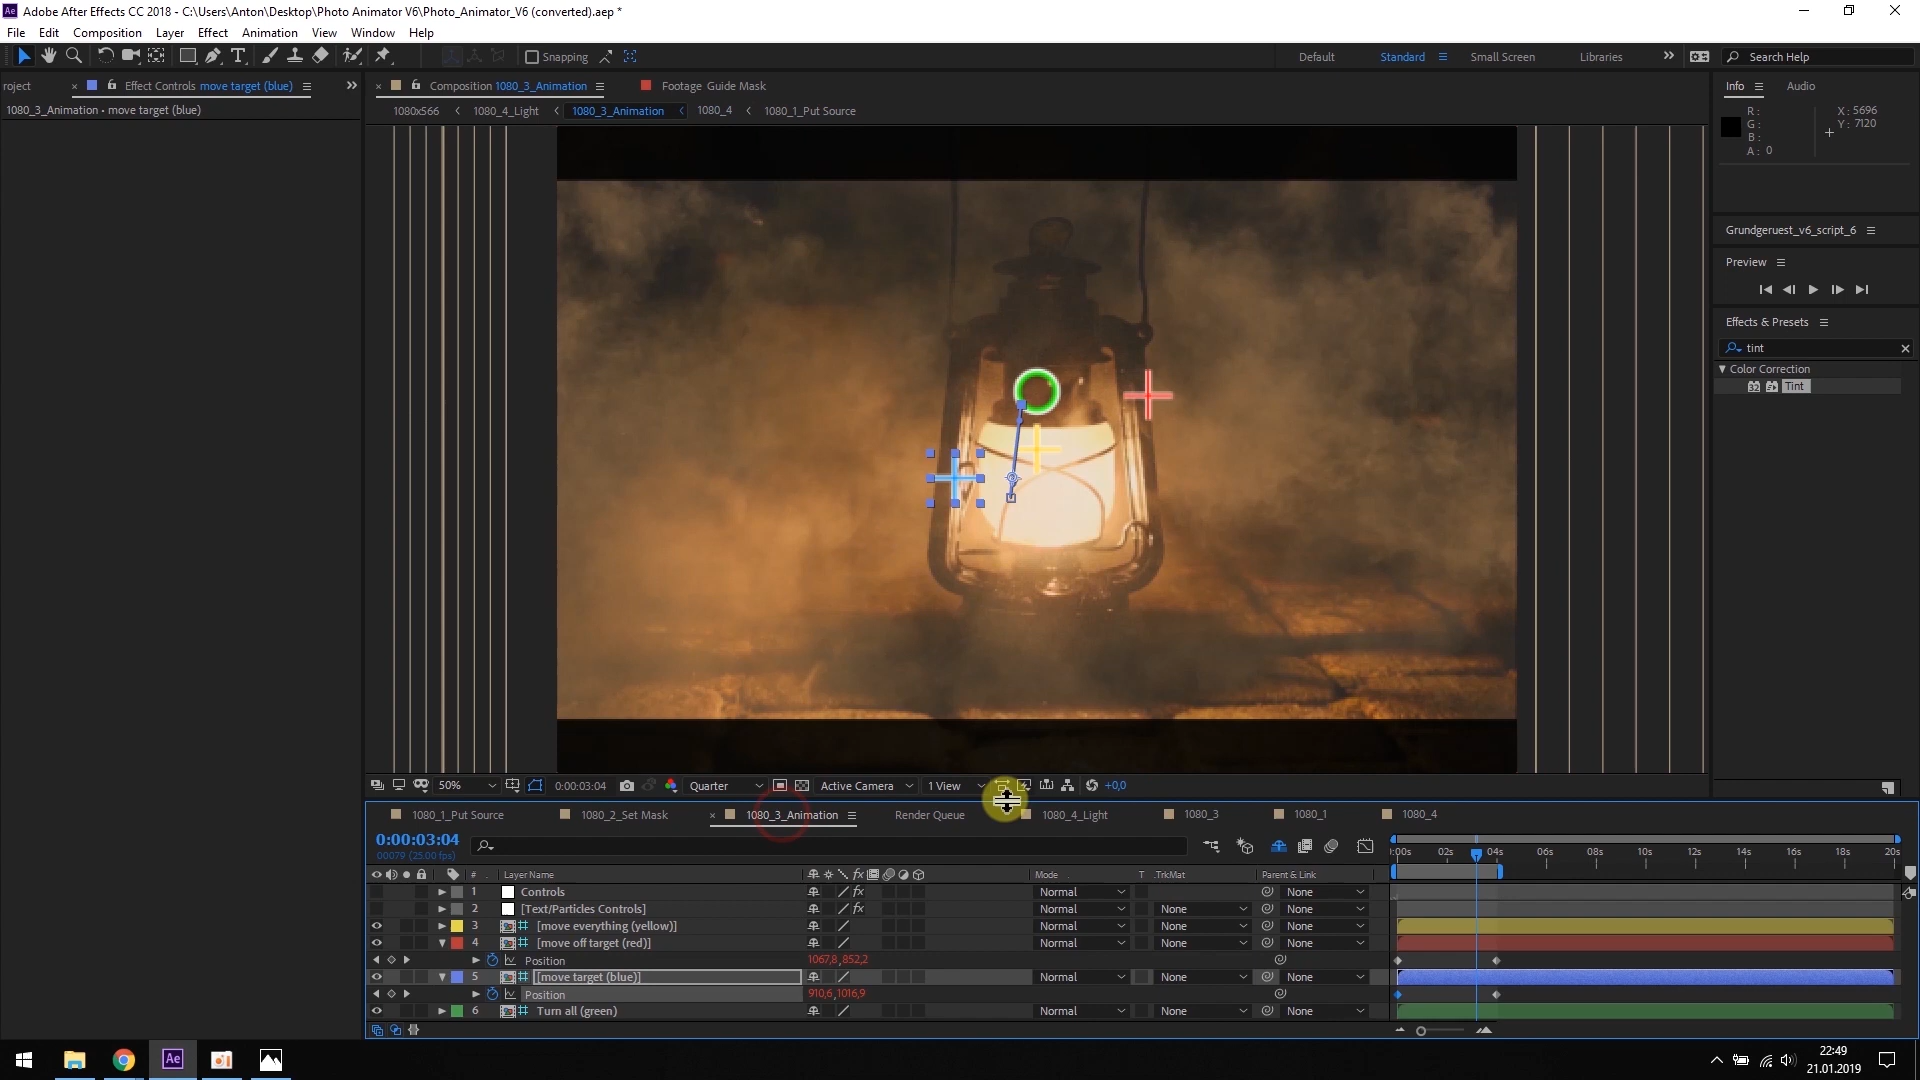 Adobe After Effects CC 2018 - C:\Users\Anton\Desktop\Photo Animator V6\Photo_Animator_V6 (converted).aep *
File Edit Composition Layer Effect Animation View Window Help
Snapping Default Standard Small Screen Libraries Search Help
roject Effect Controls move target (blue) Composition 1080_3_Animation Footage Guide Mask Info Audio
1080_3_Animation • move target (blue) 1080x566 1080_4_Light 1080_3_Animation 1080_4 1080_1_Put Source
R : X : 5696
G : Y : 7120
B :
A : 0
Grundgeruest_v6_script_6
Preview
Effects & Presets
tint
Color Correction
32 Tint
50% 0:00:03:04 Quarter Active Camera 1 View +0,0
1080_1_Put Source 1080_2_Set Mask 1080_3_Animation Render Queue 1080_4_Light 1080_3 1080_1 1080_4
0:00:03:04
00079 (25.00 fps)
:00s 02s 04s 06s 08s 10s 12s 14s 16s 18s 20s
# Layer Name fx Mode T .TrkMat Parent & Link
1 Controls fx Normal None
2 [Text/Particles Controls] fx Normal None None
3 [move everything (yellow)] Normal None None
4 [move off target (red)] Normal None None
Position 1067,8 ,852,2
5 [move target (blue)] Normal None None
Position 910,6 ,1016,9
6 Turn all (green) Normal None None
Ae
22:49
21.01.2019